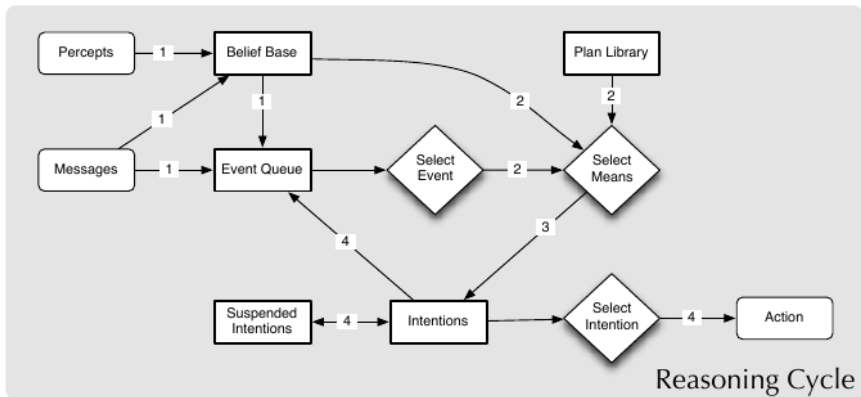 Percepts
1
Belief Base
Plan Library
1
1
2
2
Messages
1
Event Queue
Select
Event
2
Select
Means
4
3
Suspended
Intentions
4
Intentions
Select
Intention
4
Action
Reasoning Cycle